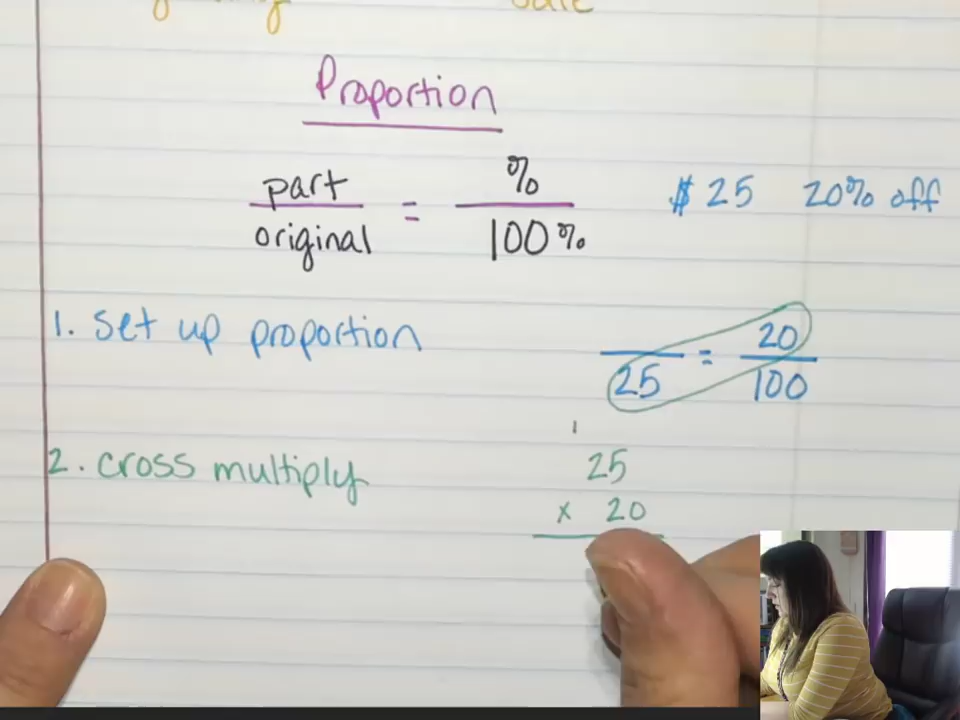 Proportion
part
original
=
%
100%
$25 20% off
1. Set up proportion
25
=
20
100
1
25
2. cross multiply
x 20